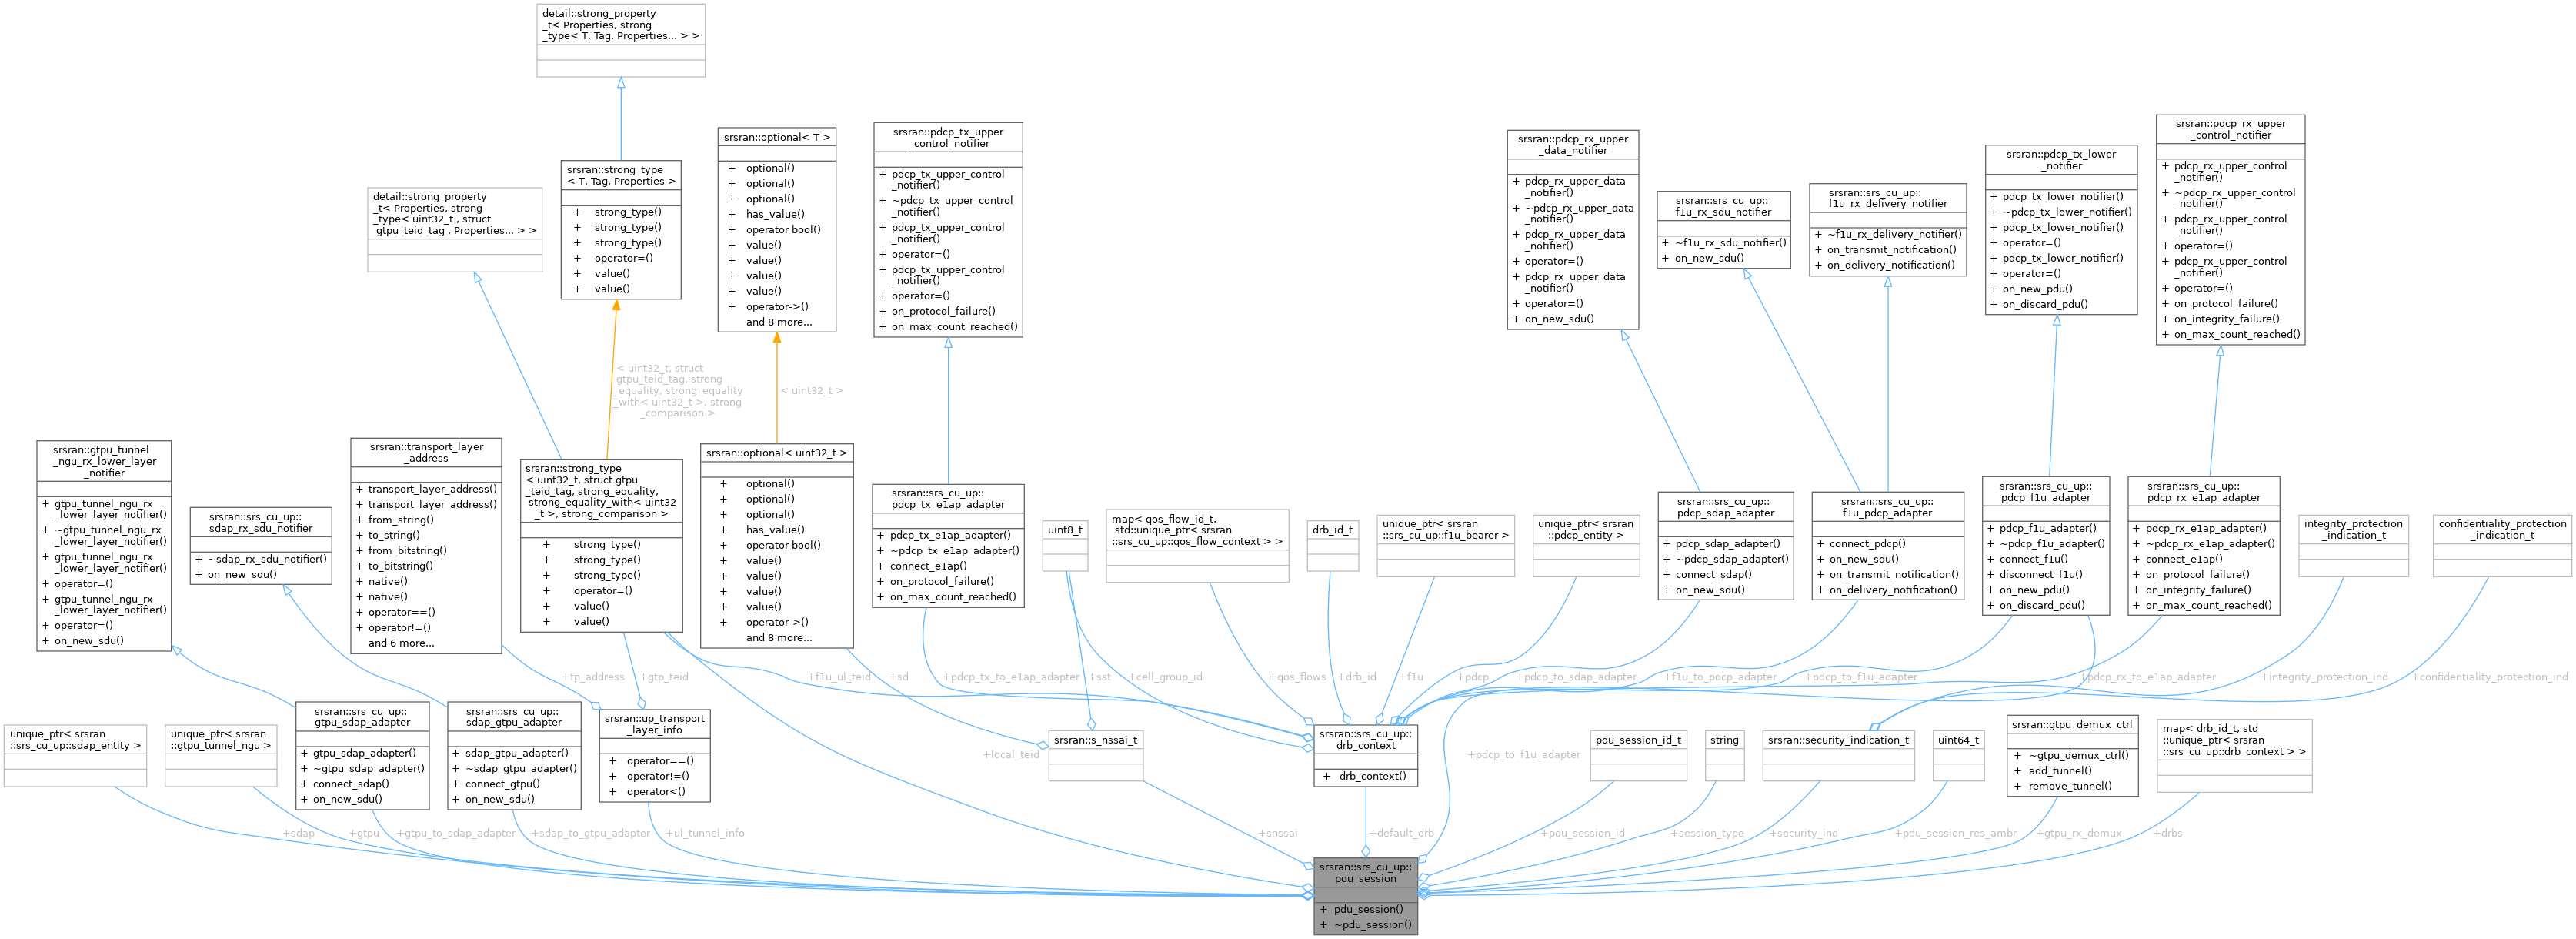 detail::strong_property
_t< Properties, strong
_type< T, Tag, Properties... > >
srsran::strong_type
< T, Tag, Properties >
+ strong_type()
+ strong_type()
+ strong_type()
+ operator=()
+ value()
+ value()
srsran::optional< T >
+ optional()
+ optional()
+ optional()
+ has_value()
+ operator bool()
+ value()
+ value()
+ value()
+ value()
+ operator->()
and 8 more...
srsran::pdcp_tx_upper
_control_notifier
+ pdcp_tx_upper_control
_notifier()
+ ~pdcp_tx_upper_control
_notifier()
+ pdcp_tx_upper_control
_notifier()
+ operator=()
+ pdcp_tx_upper_control
_notifier()
+ operator=()
+ on_protocol_failure()
+ on_max_count_reached()
srsran::pdcp_rx_upper
_data_notifier
+ pdcp_rx_upper_data
_notifier()
+ ~pdcp_rx_upper_data
_notifier()
+ pdcp_rx_upper_data
_notifier()
+ operator=()
+ pdcp_rx_upper_data
_notifier()
+ operator=()
+ on_new_sdu()
srsran::srs_cu_up::
f1u_rx_sdu_notifier
+ ~f1u_rx_sdu_notifier()
+ on_new_sdu()
srsran::srs_cu_up::
f1u_rx_delivery_notifier
+ ~f1u_rx_delivery_notifier()
+ on_transmit_notification()
+ on_delivery_notification()
srsran::pdcp_tx_lower
_notifier
+ pdcp_tx_lower_notifier()
+ ~pdcp_tx_lower_notifier()
+ pdcp_tx_lower_notifier()
+ operator=()
+ pdcp_tx_lower_notifier()
+ operator=()
+ on_new_pdu()
+ on_discard_pdu()
srsran::pdcp_rx_upper
_control_notifier
+ pdcp_rx_upper_control
_notifier()
+ ~pdcp_rx_upper_control
_notifier()
+ pdcp_rx_upper_control
_notifier()
+ operator=()
+ pdcp_rx_upper_control
_notifier()
+ operator=()
+ on_protocol_failure()
+ on_integrity_failure()
+ on_max_count_reached()
detail::strong_property
_t< Properties, strong
_type< uint32_t , struct
gtpu_teid_tag , Properties... > >
< uint32_t, struct
gtpu_teid_tag, strong
_equality, strong_equality
_with< uint32_t >, strong
_comparison >
< uint32_t >
srsran::gtpu_tunnel
_ngu_rx_lower_layer
_notifier
+ gtpu_tunnel_ngu_rx
_lower_layer_notifier()
+ ~gtpu_tunnel_ngu_rx
_lower_layer_notifier()
+ gtpu_tunnel_ngu_rx
_lower_layer_notifier()
+ operator=()
+ gtpu_tunnel_ngu_rx
_lower_layer_notifier()
+ operator=()
+ on_new_sdu()
srsran::srs_cu_up::
sdap_rx_sdu_notifier
+ ~sdap_rx_sdu_notifier()
+ on_new_sdu()
srsran::transport_layer
_address
+ transport_layer_address()
+ transport_layer_address()
+ from_string()
+ to_string()
+ from_bitstring()
+ to_bitstring()
+ native()
+ native()
+ operator==()
+ operator!=()
and 6 more...
srsran::strong_type
< uint32_t, struct gtpu
_teid_tag, strong_equality,
strong_equality_with< uint32
_t >, strong_comparison >
+ strong_type()
+ strong_type()
+ strong_type()
+ operator=()
+ value()
+ value()
srsran::optional< uint32_t >
+ optional()
+ optional()
+ optional()
+ has_value()
+ operator bool()
+ value()
+ value()
+ value()
+ value()
+ operator->()
and 8 more...
srsran::srs_cu_up::
pdcp_tx_e1ap_adapter
+ pdcp_tx_e1ap_adapter()
+ ~pdcp_tx_e1ap_adapter()
+ connect_e1ap()
+ on_protocol_failure()
+ on_max_count_reached()
uint8_t
map< qos_flow_id_t,
std::unique_ptr< srsran
::srs_cu_up::qos_flow_context > >
drb_id_t
unique_ptr< srsran
::srs_cu_up::f1u_bearer >
unique_ptr< srsran
::pdcp_entity >
srsran::srs_cu_up::
pdcp_sdap_adapter
+ pdcp_sdap_adapter()
+ ~pdcp_sdap_adapter()
+ connect_sdap()
+ on_new_sdu()
srsran::srs_cu_up::
f1u_pdcp_adapter
+ connect_pdcp()
+ on_new_sdu()
+ on_transmit_notification()
+ on_delivery_notification()
srsran::srs_cu_up::
pdcp_f1u_adapter
+ pdcp_f1u_adapter()
+ ~pdcp_f1u_adapter()
+ connect_f1u()
+ disconnect_f1u()
+ on_new_pdu()
+ on_discard_pdu()
srsran::srs_cu_up::
pdcp_rx_e1ap_adapter
+ pdcp_rx_e1ap_adapter()
+ ~pdcp_rx_e1ap_adapter()
+ connect_e1ap()
+ on_protocol_failure()
+ on_integrity_failure()
+ on_max_count_reached()
integrity_protection
_indication_t
confidentiality_protection
_indication_t
+tp_address
+gtp_teid
+f1u_ul_teid
+sd
+pdcp_tx_to_e1ap_adapter
+sst
+cell_group_id
+qos_flows
+drb_id
+f1u
+pdcp
+pdcp_to_sdap_adapter
+f1u_to_pdcp_adapter
+pdcp_to_f1u_adapter
+pdcp_rx_to_e1ap_adapter
+integrity_protection_ind
+confidentiality_protection_ind
unique_ptr< srsran
::srs_cu_up::sdap_entity >
unique_ptr< srsran
::gtpu_tunnel_ngu >
srsran::srs_cu_up::
gtpu_sdap_adapter
+ gtpu_sdap_adapter()
+ ~gtpu_sdap_adapter()
+ connect_sdap()
+ on_new_sdu()
srsran::srs_cu_up::
sdap_gtpu_adapter
+ sdap_gtpu_adapter()
+ ~sdap_gtpu_adapter()
+ connect_gtpu()
+ on_new_sdu()
srsran::up_transport
_layer_info
+ operator==()
+ operator!=()
+ operator<()
+local_teid
srsran::s_nssai_t
srsran::srs_cu_up::
drb_context
+ drb_context()
+pdcp_to_f1u_adapter
pdu_session_id_t
string
srsran::security_indication_t
uint64_t
srsran::gtpu_demux_ctrl
+ ~gtpu_demux_ctrl()
+ add_tunnel()
+ remove_tunnel()
map< drb_id_t, std
::unique_ptr< srsran
::srs_cu_up::drb_context > >
+sdap
+gtpu
+gtpu_to_sdap_adapter
+sdap_to_gtpu_adapter
+ul_tunnel_info
+snssai
+default_drb
+pdu_session_id
+session_type
+security_ind
+pdu_session_res_ambr
+gtpu_rx_demux
+drbs
srsran::srs_cu_up::
pdu_session
+ pdu_session()
+ ~pdu_session()